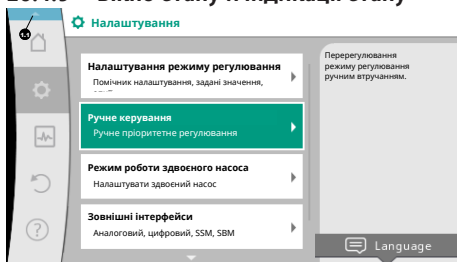 Налаштування
1.1
Налаштування режиму регулювання
Помічник налаштування, задані значення,
Ручне керування
Ручне пріоритетне регулювання
Режим роботи здвоєного насоса
Налаштувати здвоєний насос
Зовнішні інтерфейси
Аналоговий, цифровий, SSM, SBM
Перерегулювання
режиму регулювання
ручним втручанням.
Language